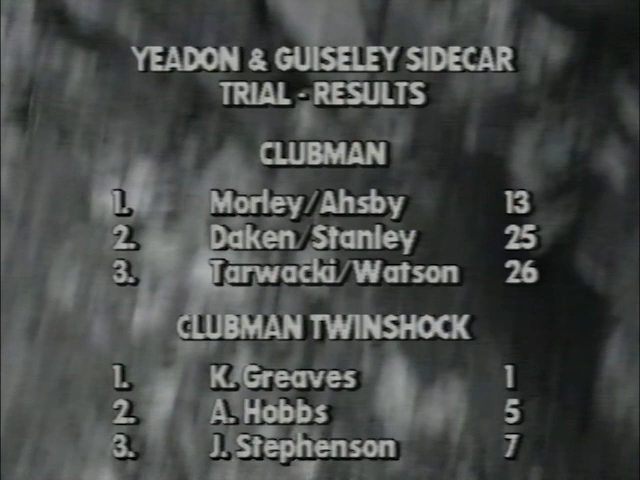 YEADON & GUISELEY SIDECAR
TRIAL - RESULTS
CLUBMAN
1. Morley/Ahsby 13
2. Daken/Stanley 25
3. Tarwacki/Watson 26
CLUBMAN TWINSHOCK
1. K. Greaves 1
2. A. Hobbs 5
3. J. Stephenson 7